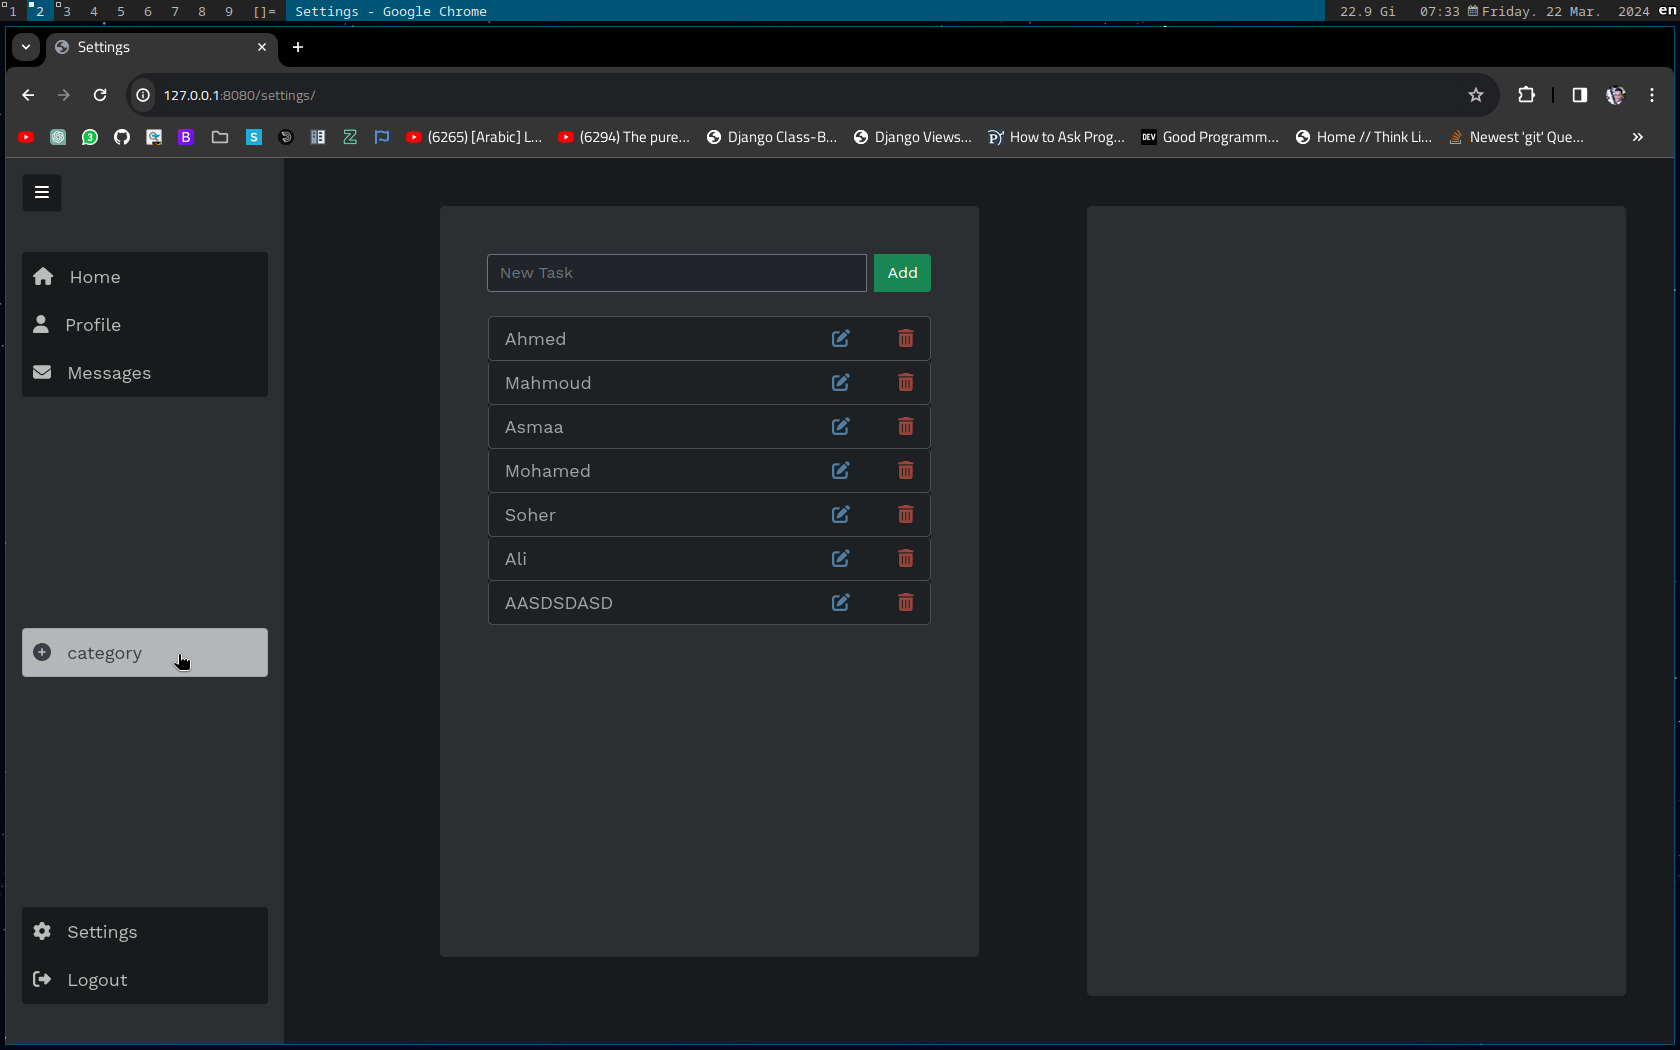 1 2 3 4 5 6 7 8 9 []= Settings - Google Chrome 22.9 Gi 07:33 Friday. 22 Mar. 2024 en
Settings
127.0.0.1:8080/settings/
3 B S (6265) [Arabic] L... (6294) The pure... Django Class-B... Django Views... P How to Ask Prog... DEV Good Programm... Home // Think Li... Newest 'git' Que... »
Home
Profile
Messages
category
Settings
Logout
New Task Add
Ahmed
Mahmoud
Asmaa
Mohamed
Soher
Ali
AASDSDASD